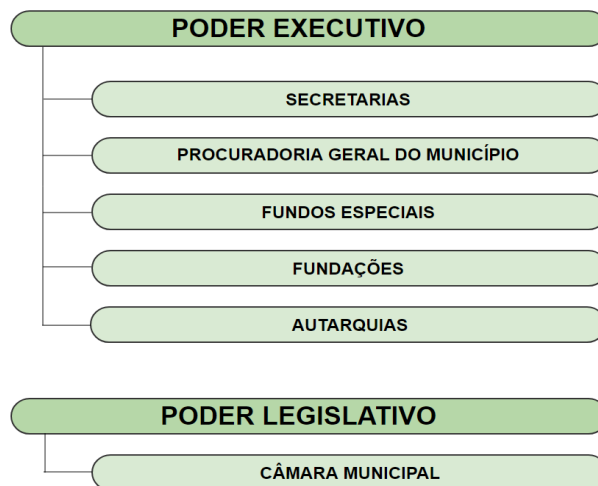 PODER EXECUTIVO
SECRETARIAS
PROCURADORIA GERAL DO MUNICÍPIO
FUNDOS ESPECIAIS
FUNDAÇÕES
AUTARQUIAS
PODER LEGISLATIVO
CÂMARA MUNICIPAL